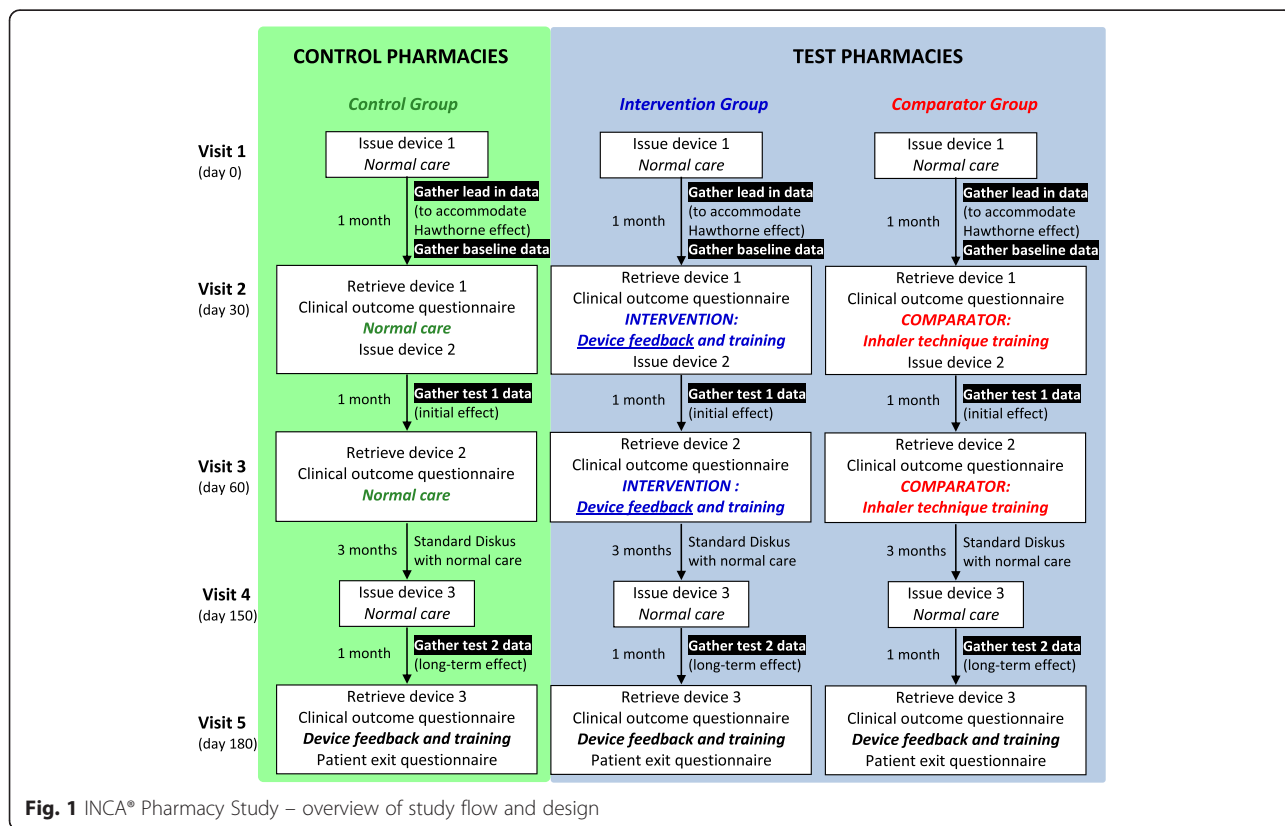 CONTROL PHARMACIES
TEST PHARMACIES
Control Group
Intervention Group
Comparator Group
Visit 1
(day 0)
Issue device 1
Normal care
Issue device 1
Normal care
Issue device 1
Normal care
1 month
Gather lead in data
(to accommodate
Hawthorne effect)
Gather baseline data
1 month
Gather lead in data
(to accommodate
Hawthorne effect)
Gather baseline data
1 month
Gather lead in data
(to accommodate
Hawthorne effect)
Gather baseline data
Visit 2
(day 30)
Retrieve device 1
Clinical outcome questionnaire
Normal care
Issue device 2
Retrieve device 1
Clinical outcome questionnaire
INTERVENTION:
Device feedback and training
Issue device 2
Retrieve device 1
Clinical outcome questionnaire
COMPARATOR:
Inhaler technique training
Issue device 2
1 month
Gather test 1 data
(initial effect)
1 month
Gather test 1 data
(initial effect)
1 month
Gather test 1 data
(initial effect)
Visit 3
(day 60)
Retrieve device 2
Clinical outcome questionnaire
Normal care
Retrieve device 2
Clinical outcome questionnaire
INTERVENTION :
Device feedback and training
Retrieve device 2
Clinical outcome questionnaire
COMPARATOR:
Inhaler technique training
3 months
Standard Diskus
with normal care
3 months
Standard Diskus
with normal care
3 months
Standard Diskus
with normal care
Visit 4
(day 150)
Issue device 3
Normal care
Issue device 3
Normal care
Issue device 3
Normal care
1 month
Gather test 2 data
(long-term effect)
1 month
Gather test 2 data
(long-term effect)
1 month
Gather test 2 data
(long-term effect)
Visit 5
(day 180)
Retrieve device 3
Clinical outcome questionnaire
Device feedback and training
Patient exit questionnaire
Retrieve device 3
Clinical outcome questionnaire
Device feedback and training
Patient exit questionnaire
Retrieve device 3
Clinical outcome questionnaire
Device feedback and training
Patient exit questionnaire
Fig. 1 INCA® Pharmacy Study – overview of study flow and design